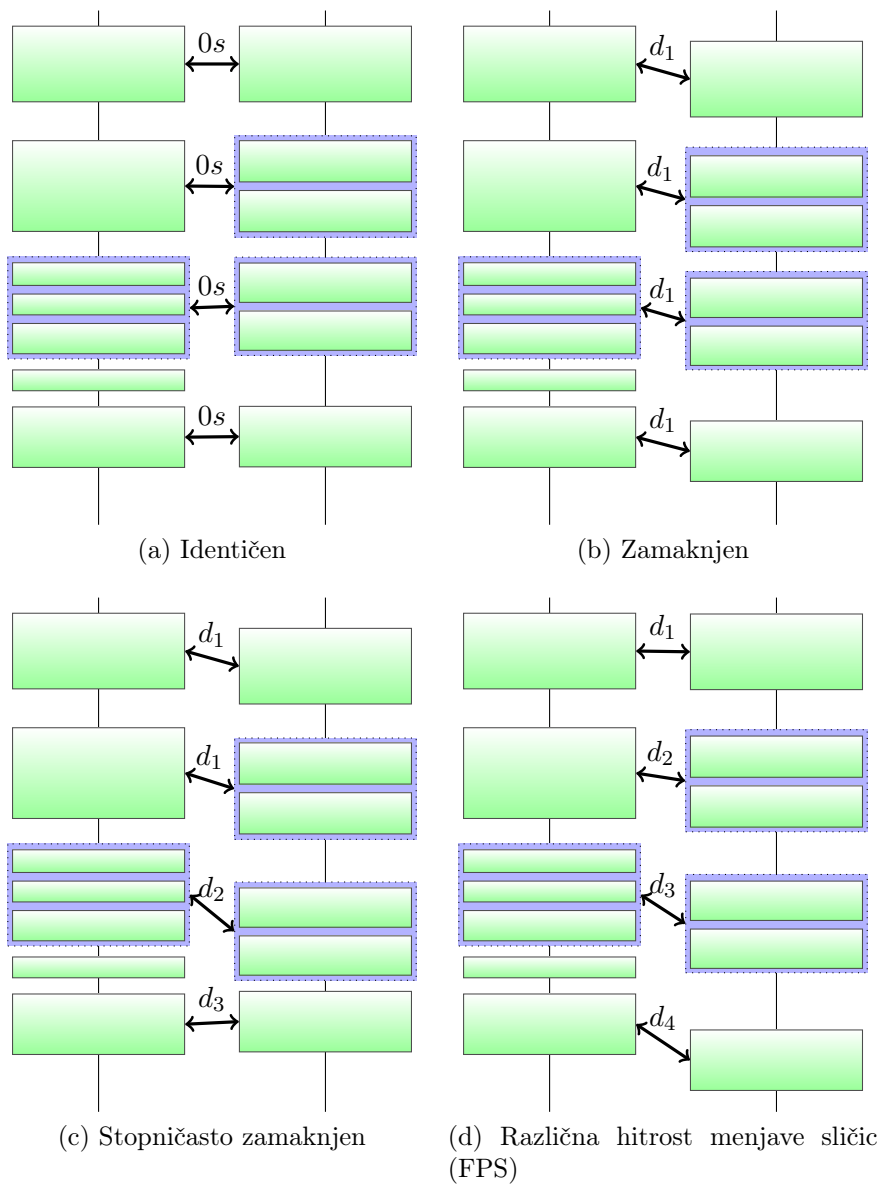 0s
0s
0s
0s
(a) Identičen
d1
d1
d1
d1
(b) Zamaknjen
d1
d1
d2
d3
(c) Stopničasto zamaknjen
d1
d2
d3
d4
(d) Različna hitrost menjave sličic
(FPS)